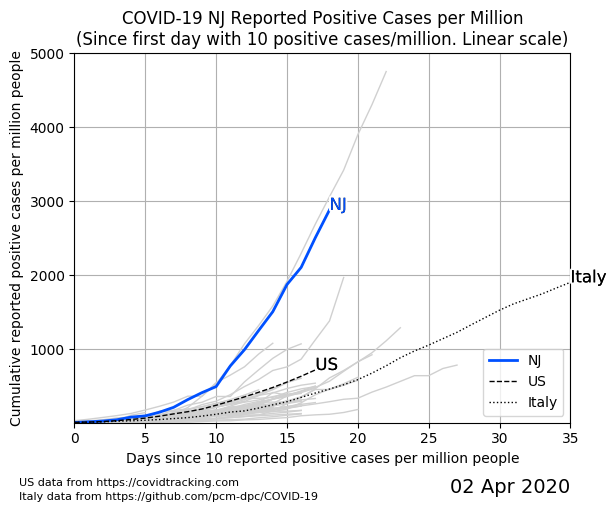 COVID-19 NJ Reported Positive Cases per Million
(Since first day with 10 positive cases/million. Linear scale)
Cumulative reported positive cases per million people
5000
4000
3000
2000
1000
NJ
US
Italy
NJ
US
Italy
0 5 10 15 20 25 30 35
Days since 10 reported positive cases per million people
US data from https://covidtracking.com
Italy data from https://github.com/pcm-dpc/COVID-19
02 Apr 2020